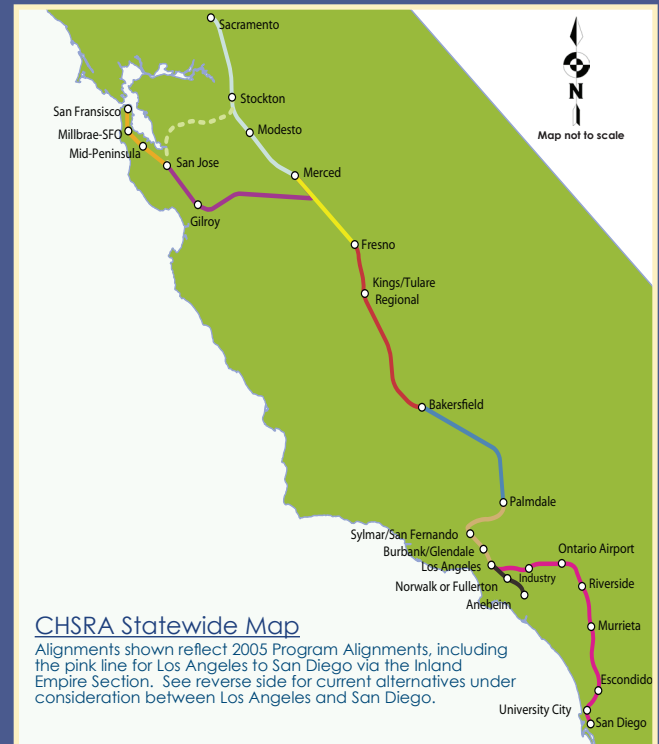 Sacramento
N
Map not to scale
Stockton
San Fransisco
Modesto
Millbrae-SFO
Mid-Peninsula
San Jose
Merced
Gilroy
Fresno
Kings/Tulare
Regional
Bakersfield
Palmdale
Sylmar/San Fernando
Burbank/Glendale
Ontario Airport
Los Angeles
Industry
Riverside
Norwalk or Fullerton
Aneheim
Murrieta
Escondido
University City
San Diego
CHSRA Statewide Map
Alignments shown reflect 2005 Program Alignments, including
the pink line for Los Angeles to San Diego via the Inland
Empire Section.  See reverse side for current alternatives under
consideration between Los Angeles and San Diego.